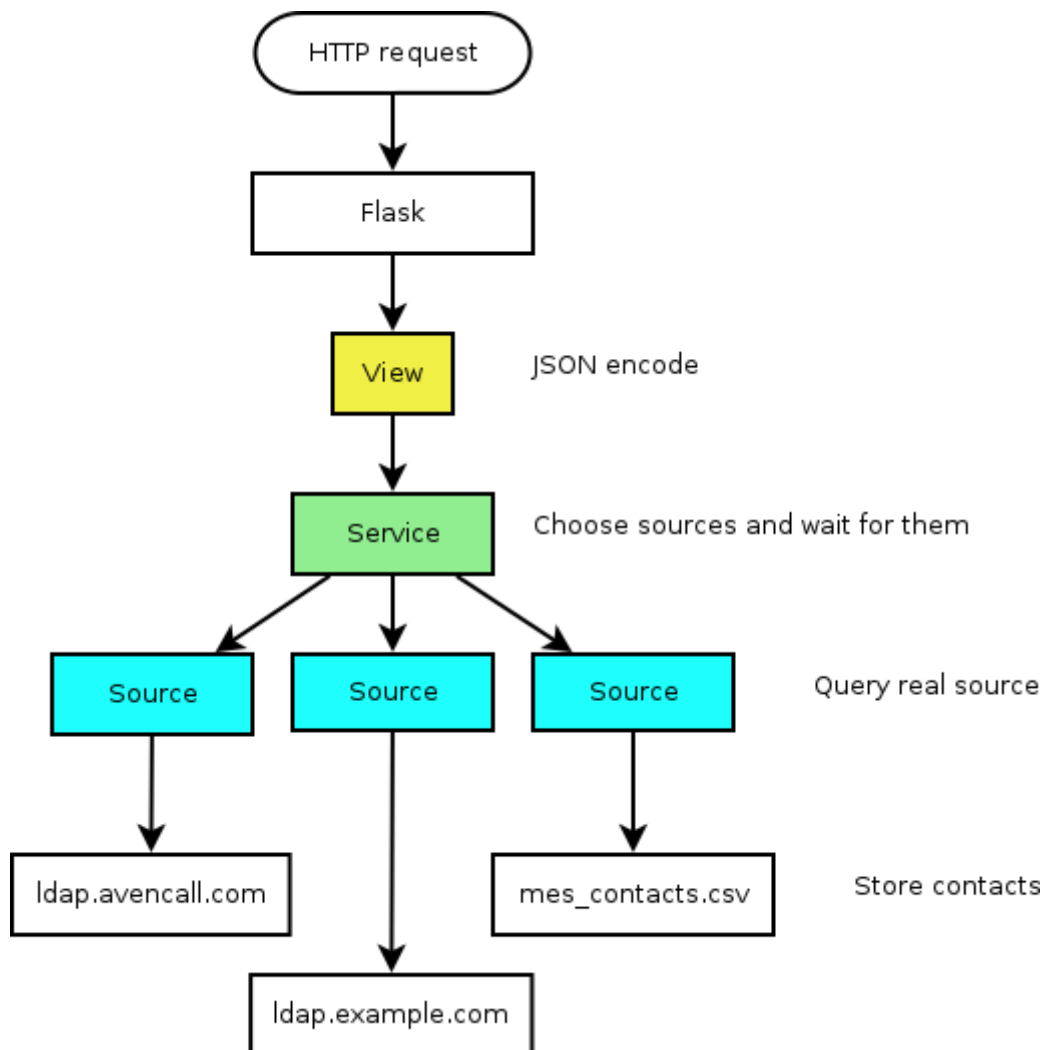 HTTP request
Flask
View
JSON encode
Service
Choose sources and wait for them
Source
Source
Source
Query real source
ldap.avencall.com
mes_contacts.csv
Store contacts
ldap.example.com